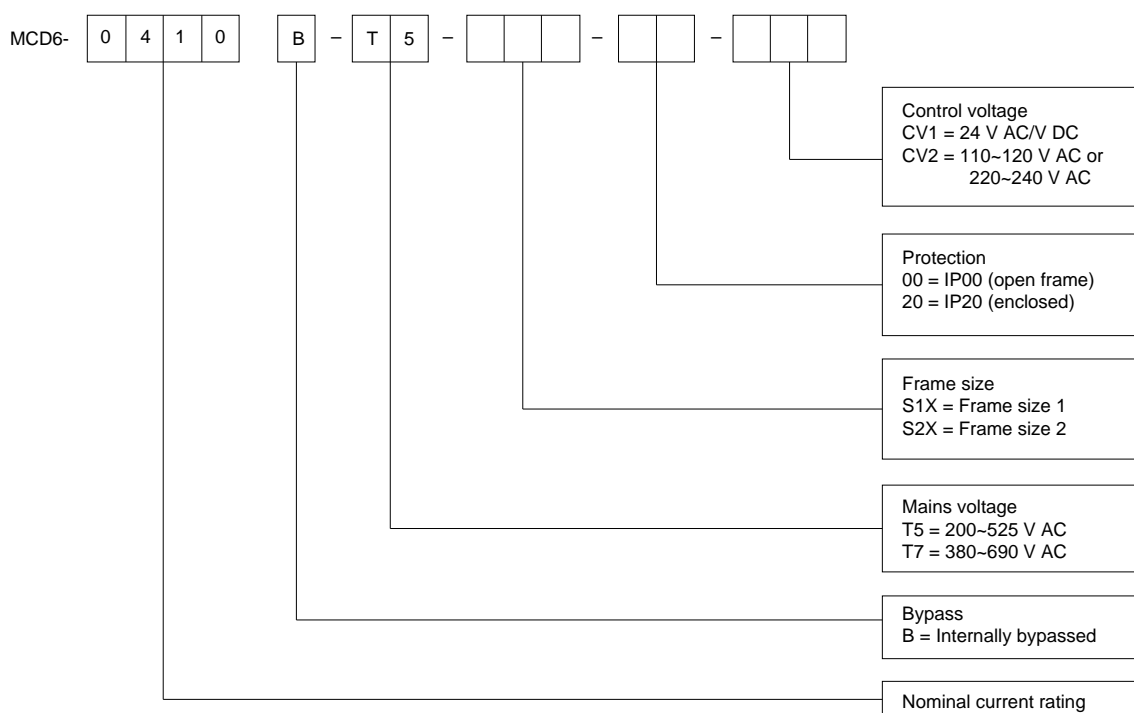 MCD6- 0 4 1 0 B – T 5 – – –
Control voltage
CV1 = 24 V AC/V DC
CV2 = 110~120 V AC or
220~240 V AC
Protection
00 = IP00 (open frame)
20 = IP20 (enclosed)
Frame size
S1X = Frame size 1
S2X = Frame size 2
Mains voltage
T5 = 200~525 V AC
T7 = 380~690 V AC
Bypass
B = Internally bypassed
Nominal current rating